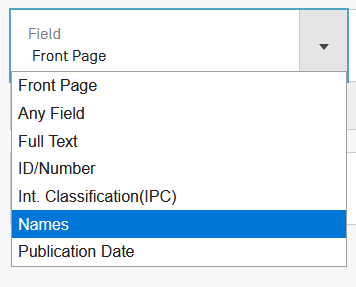 Field
Front Page
Front Page
Any Field
Full Text
ID/Number
Int. Classification(IPC)
Names
Publication Date